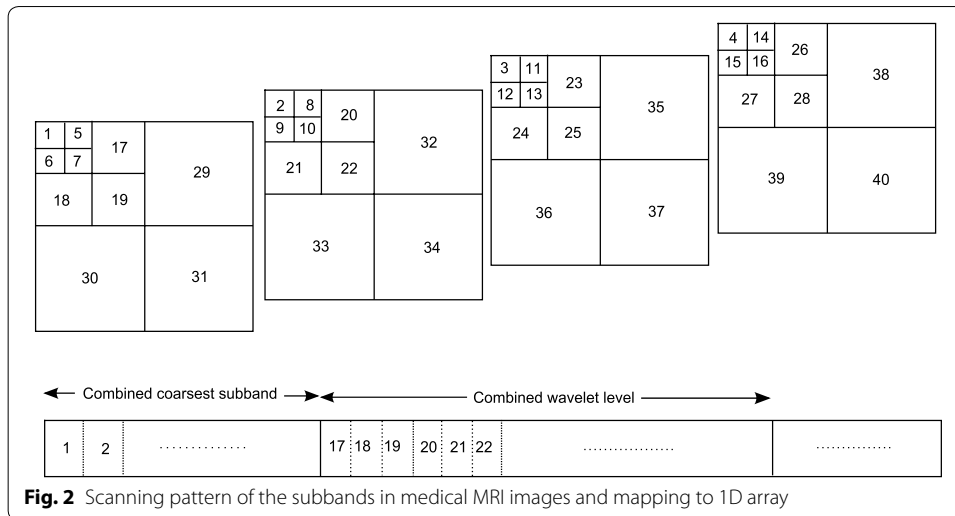 1 5 17 29
6 7
18 19
30 31
2 8 20 32
9 10
21 22
33 34
3 11 23 35
12 13
24 25
36 37
4 14 26 38
15 16
27 28
39 40
Combined coarsest subband
Combined wavelet level
1 2 ................ 17 18 19 20 21 22 ................ ................
Fig. 2 Scanning pattern of the subbands in medical MRI images and mapping to 1D array